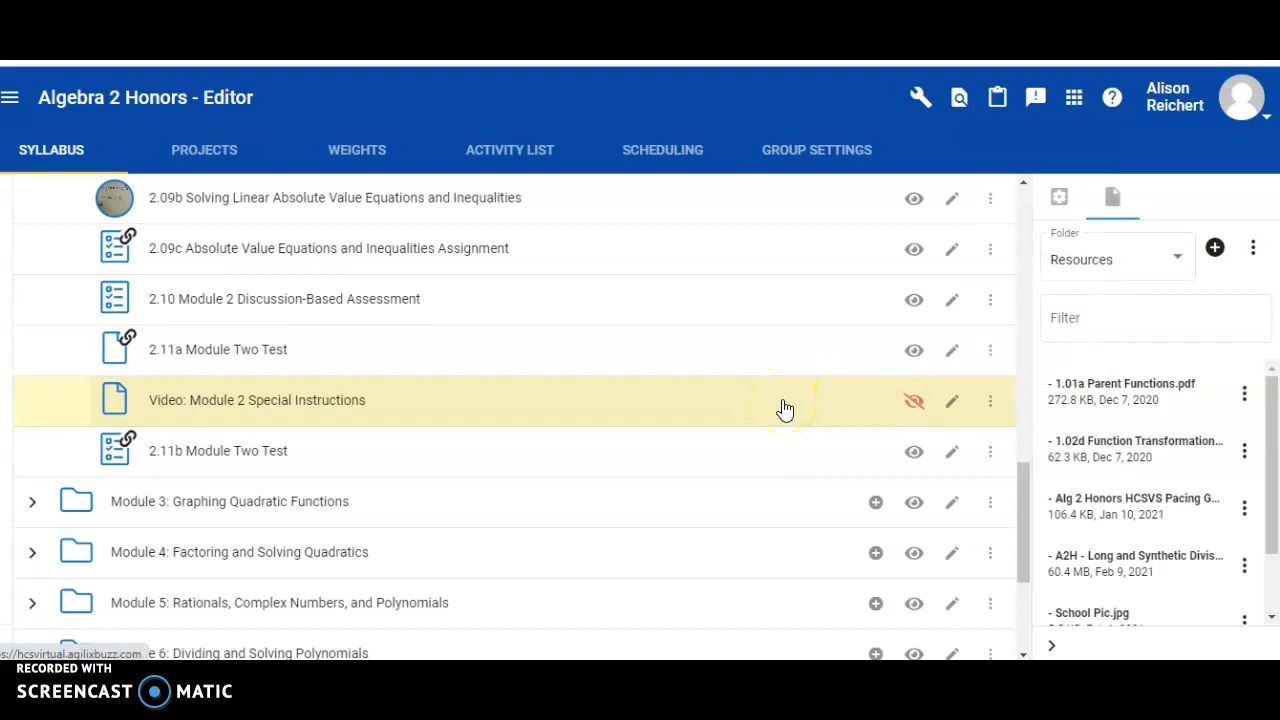 Algebra 2 Honors - Editor
Alison
Reichert
SYLLABUS PROJECTS WEIGHTS ACTIVITY LIST SCHEDULING GROUP SETTINGS
2.09b Solving Linear Absolute Value Equations and Inequalities
2.09c Absolute Value Equations and Inequalities Assignment
2.10 Module 2 Discussion-Based Assessment
2.11a Module Two Test
Video: Module 2 Special Instructions
2.11b Module Two Test
Module 3: Graphing Quadratic Functions
Module 4: Factoring and Solving Quadratics
Module 5: Rationals, Complex Numbers, and Polynomials
e 6: Dividing and Solving Polynomials
Folder
Resources
Filter
- 1.01a Parent Functions.pdf
272.8 KB, Dec 7, 2020
- 1.02d Function Transformation...
62.3 KB, Dec 7, 2020
- Alg 2 Honors HCSVS Pacing G...
106.4 KB, Jan 10, 2021
- A2H - Long and Synthetic Divis...
60.4 MB, Feb 9, 2021
- School Pic.jpg
s://hcsvirtual.agilixbuzz.com
RECORDED WITH
SCREENCAST MATIC